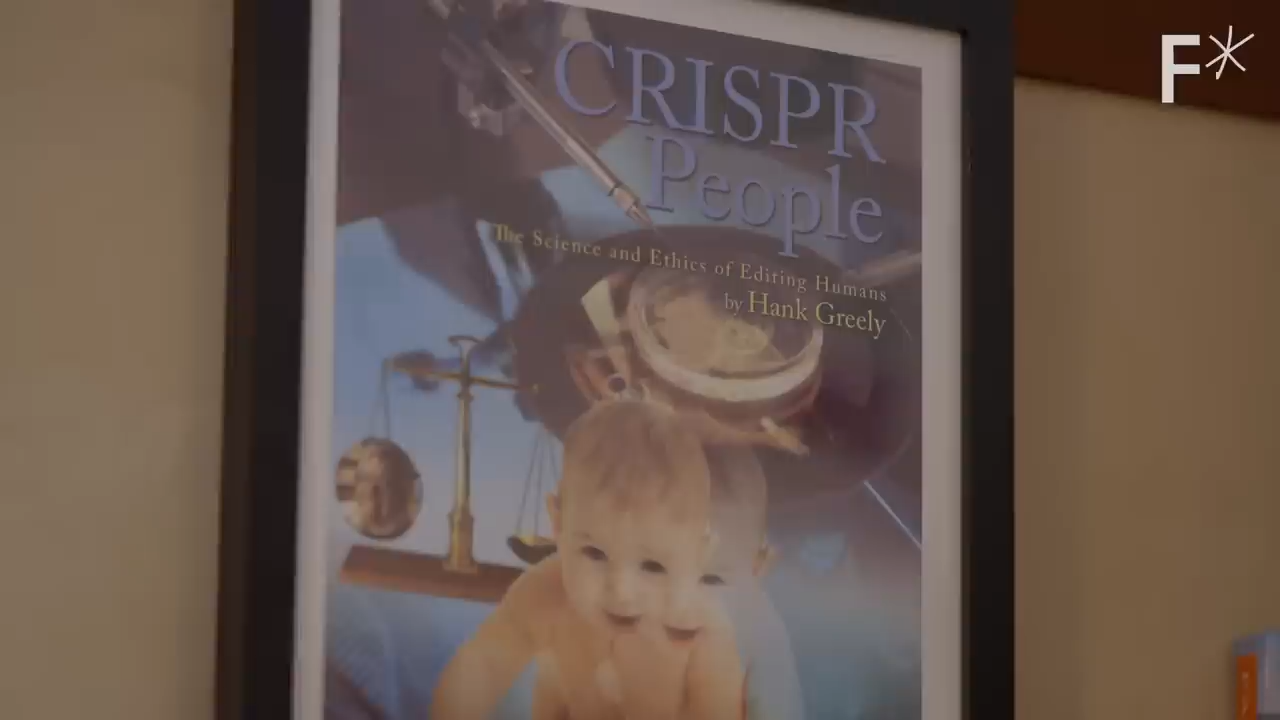 F*
CRISPR
People
The Science and Ethics of Editing Humans
by Hank Greely